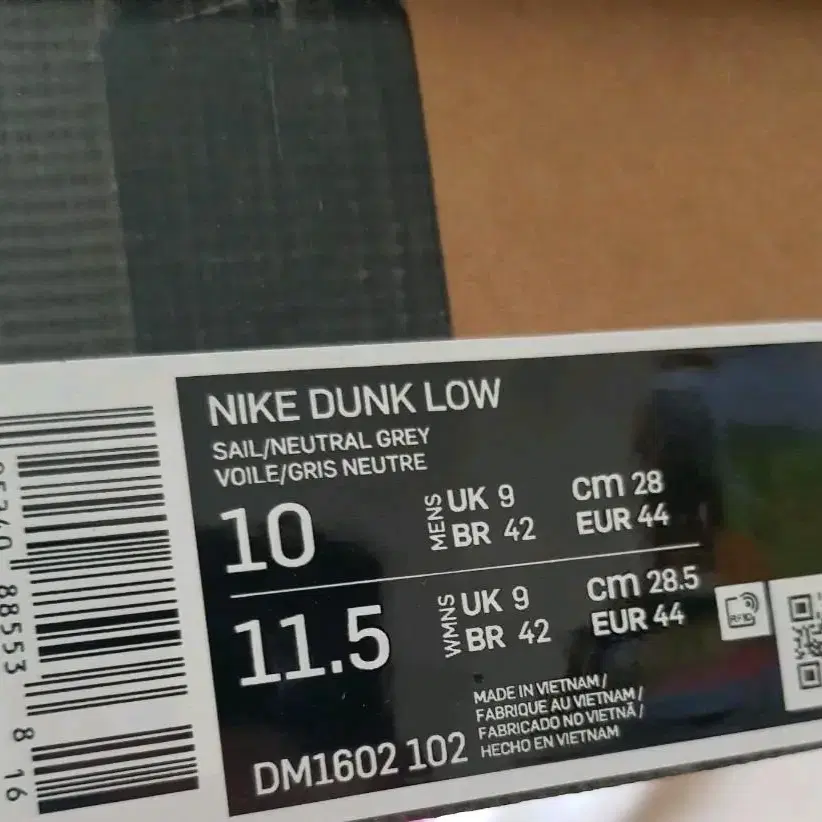 NIKE DUNK LOW
SAIL/NEUTRAL GREY
VOILE/GRIS NEUTRE
10
MENS
UK 9
cm 28
BR 42
EUR 44
11.5
WMNS
UK 9
cm 28.5
BR 42
EUR 44
RFID
MADE IN VIETNAM/
FABRIQUE AU VIETNAM/
FABRICADO NO VIETNÃ/
HECHO EN VIETNAM
DM1602 102
88553
8 16